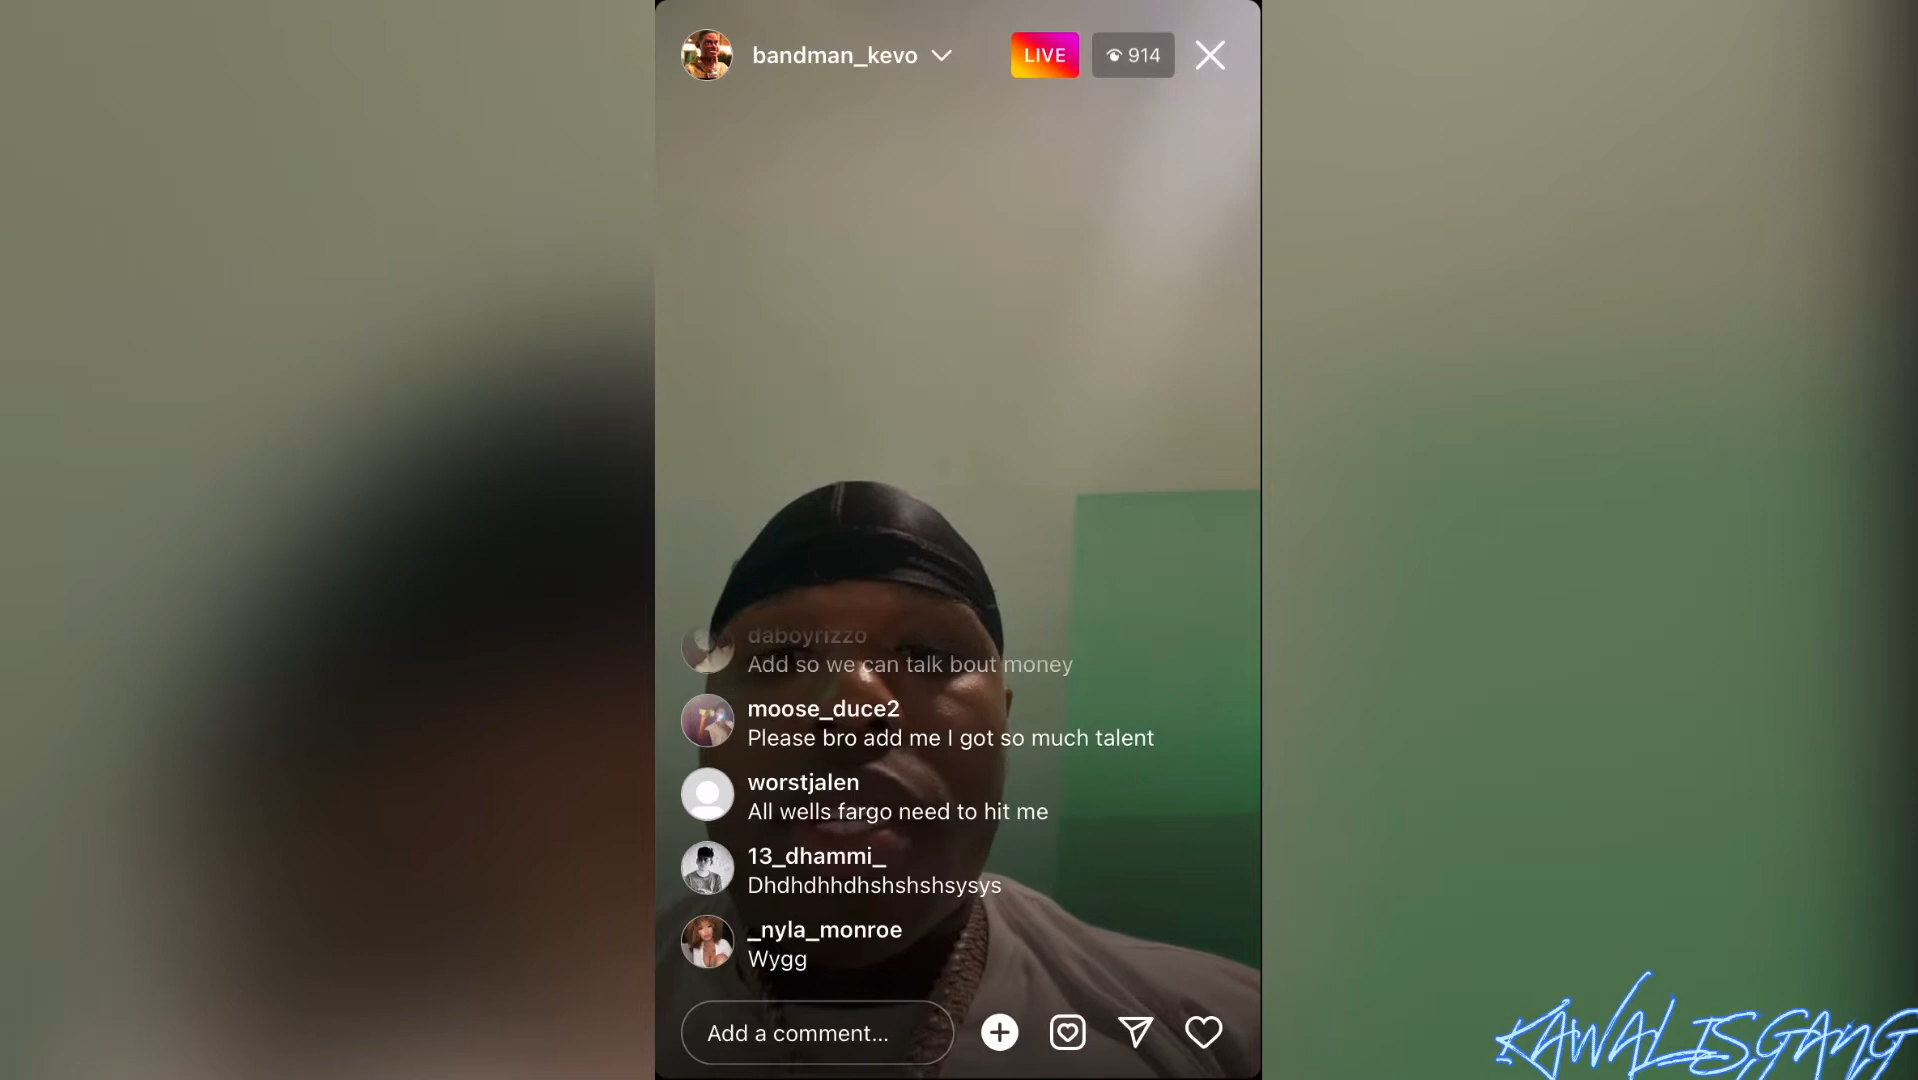 bandman_kevo
LIVE
914
daboyrizzo
Add so we can talk bout money
moose_duce2
Please bro add me I got so much talent
worstjalen
All wells fargo need to hit me
13_dhammi_
Dhdhdhhdhshshshsysys
_nyla_monroe
Wygg
Add a comment...
KAWALISGANG